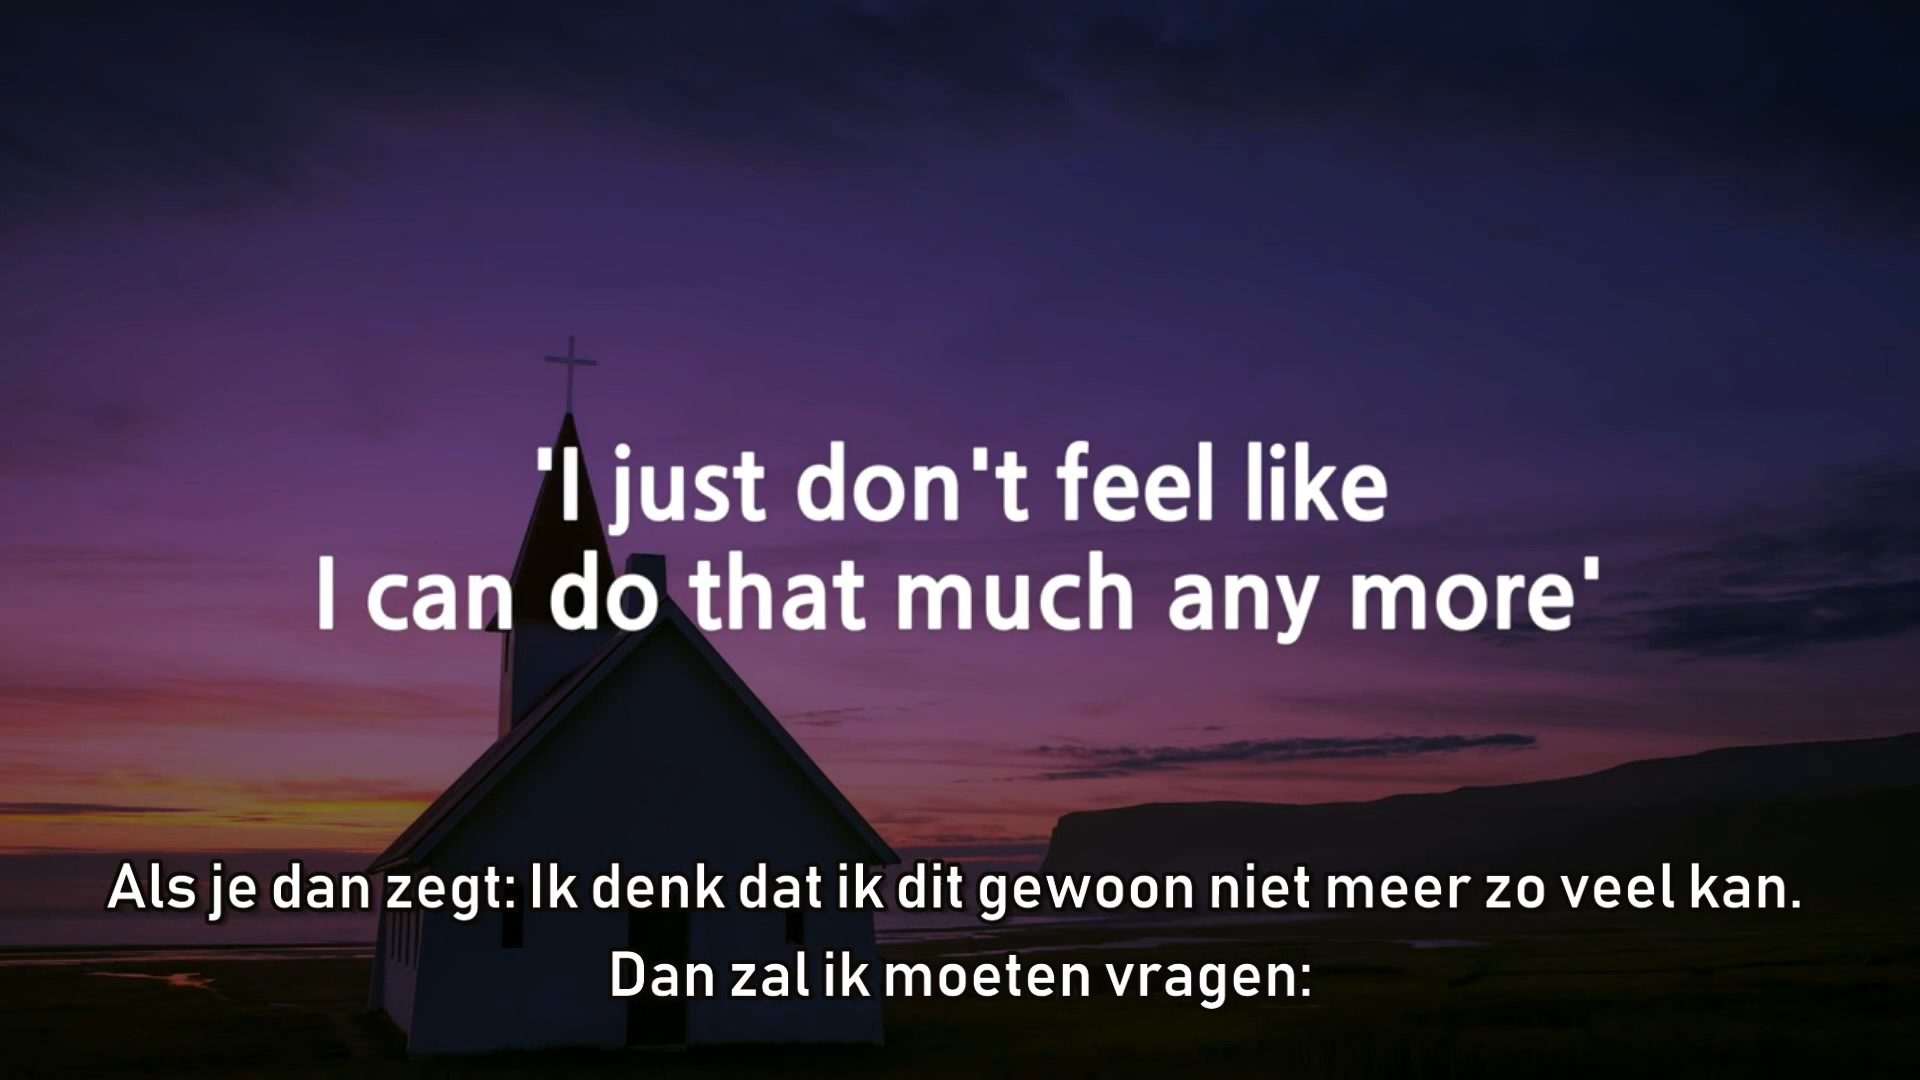 'I just don't feel like
I can do that much any more'
Als je dan zegt: Ik denk dat ik dit gewoon niet meer zo veel kan.
Dan zal ik moeten vragen: